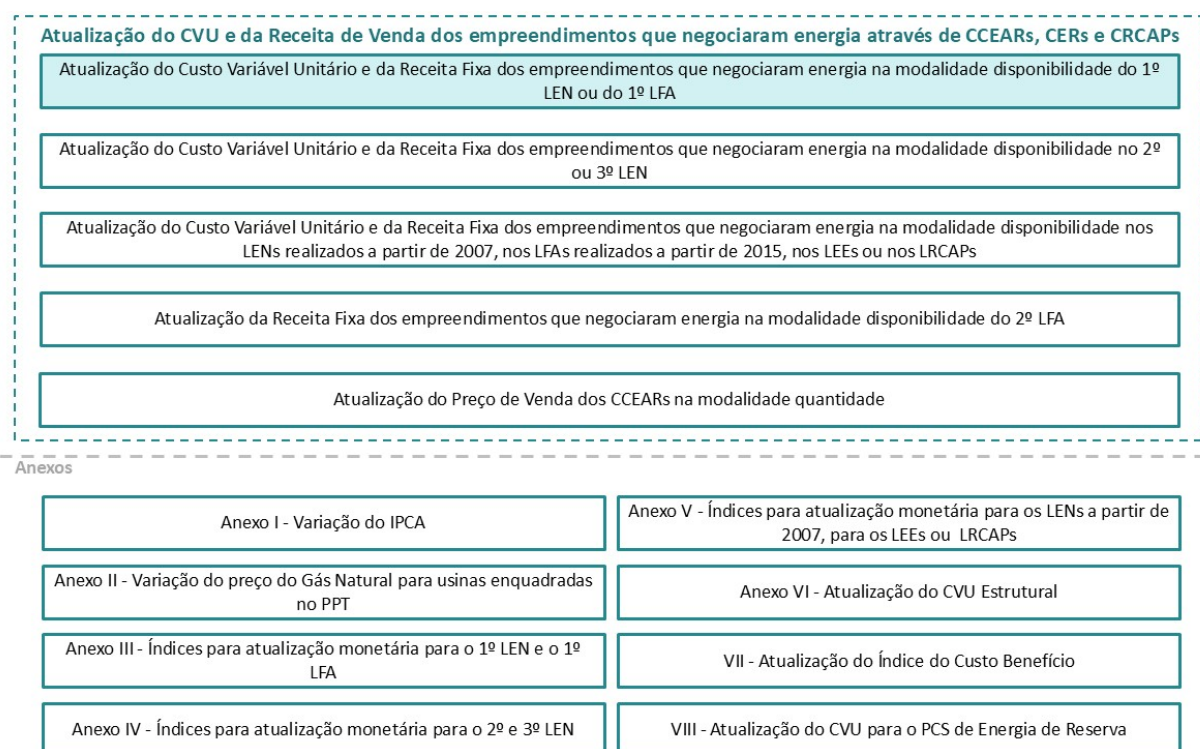 Atualização do CVU e da Receita de Venda dos empreendimentos que negociaram energia através de CCEARs, CERs e CRCAPs
Atualização do Custo Variável Unitário e da Receita Fixa dos empreendimentos que negociaram energia na modalidade disponibilidade do 1º
LEN ou do 1º LFA
Atualização do Custo Variável Unitário e da Receita Fixa dos empreendimentos que negociaram energia na modalidade disponibilidade no 2º
ou 3º LEN
Atualização do Custo Variável Unitário e da Receita Fixa dos empreendimentos que negociaram energia na modalidade disponibilidade nos
LENs realizados a partir de 2007, nos LFAs realizados a partir de 2015, nos LEEs ou nos LRCAPs
Atualização da Receita Fixa dos empreendimentos que negociaram energia na modalidade disponibilidade do 2º LFA
Atualização do Preço de Venda dos CCEARs na modalidade quantidade
Anexos
Anexo I - Variação do IPCA
Anexo II - Variação do preço do Gás Natural para usinas enquadradas
no PPT
Anexo III - Índices para atualização monetária para o 1º LEN e o 1º
LFA
Anexo IV - Índices para atualização monetária para o 2º e 3º LEN
Anexo V - Índices para atualização monetária para os LENs a partir de
2007, para os LEEs ou LRCAPs
Anexo VI - Atualização do CVU Estrutural
VII - Atualização do Índice do Custo Benefício
VIII - Atualização do CVU para o PCS de Energia de Reserva